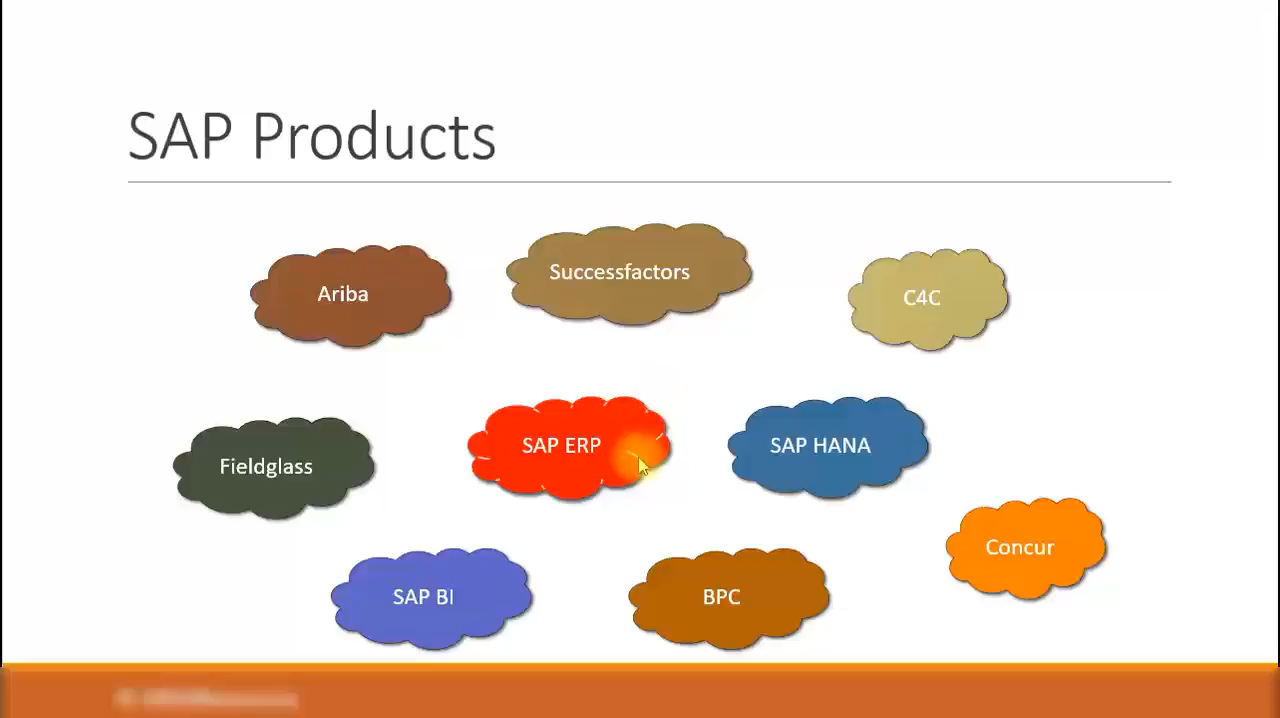 SAP Products
Ariba
Successfactors
C4C
Fieldglass
SAP ERP
SAP HANA
Concur
SAP BI
BPC